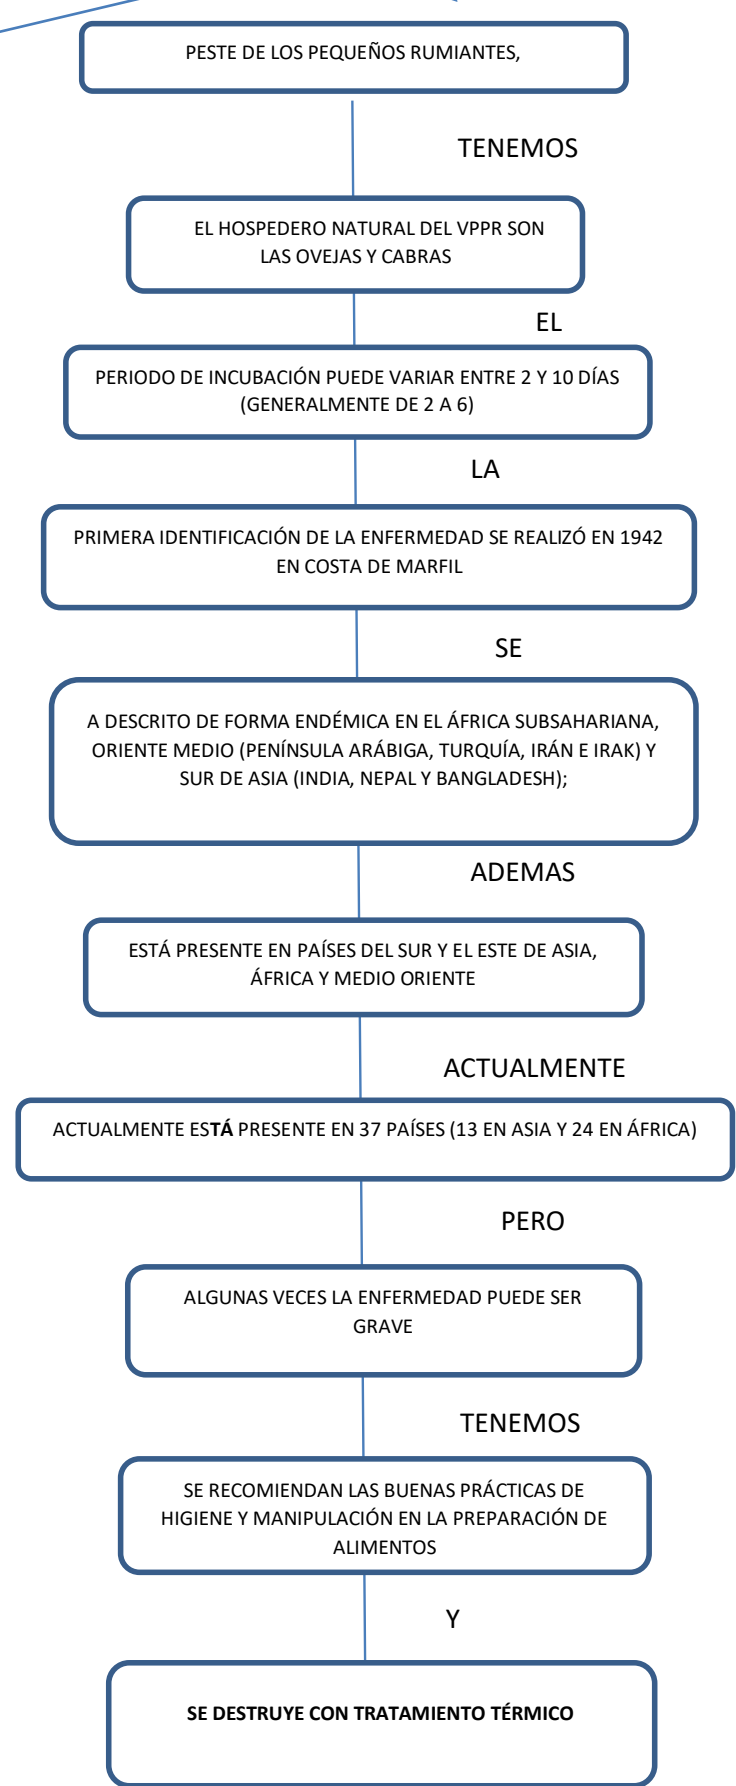 PESTE DE LOS PEQUEÑOS RUMIANTES,
TENEMOS
EL HOSPEDERO NATURAL DEL VPPR SON
LAS OVEJAS Y CABRAS
EL
PERIODO DE INCUBACIÓN PUEDE VARIAR ENTRE 2 Y 10 DÍAS
(GENERALMENTE DE 2 A 6)
LA
PRIMERA IDENTIFICACIÓN DE LA ENFERMEDAD SE REALIZÓ EN 1942
EN COSTA DE MARFIL
SE
A DESCRITO DE FORMA ENDÉMICA EN EL ÁFRICA SUBSAHARIANA,
ORIENTE MEDIO (PENÍNSULA ARÁBIGA, TURQUÍA, IRÁN E IRAK) Y
SUR DE ASIA (INDIA, NEPAL Y BANGLADESH);
ADEMAS
ESTÁ PRESENTE EN PAÍSES DEL SUR Y EL ESTE DE ASIA,
ÁFRICA Y MEDIO ORIENTE
ACTUALMENTE
ACTUALMENTE ESTÁ PRESENTE EN 37 PAÍSES (13 EN ASIA Y 24 EN ÁFRICA)
PERO
ALGUNAS VECES LA ENFERMEDAD PUEDE SER
GRAVE
TENEMOS
SE RECOMIENDAN LAS BUENAS PRÁCTICAS DE
HIGIENE Y MANIPULACIÓN EN LA PREPARACIÓN DE
ALIMENTOS
Y
SE DESTRUYE CON TRATAMIENTO TÉRMICO